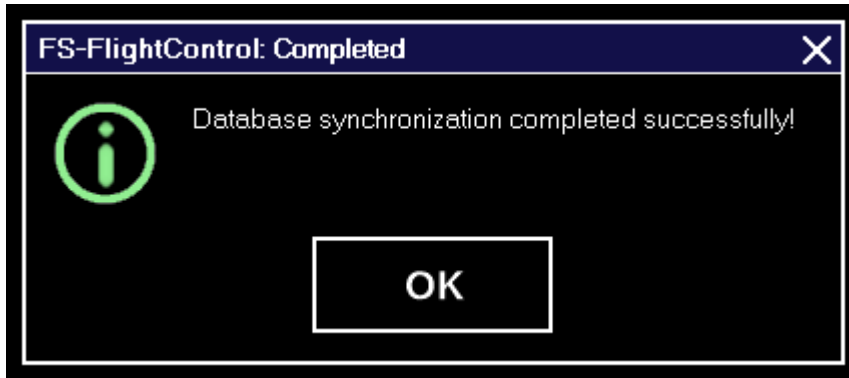 FS-FlightControl: Completed
Database synchronization completed successfully!
OK